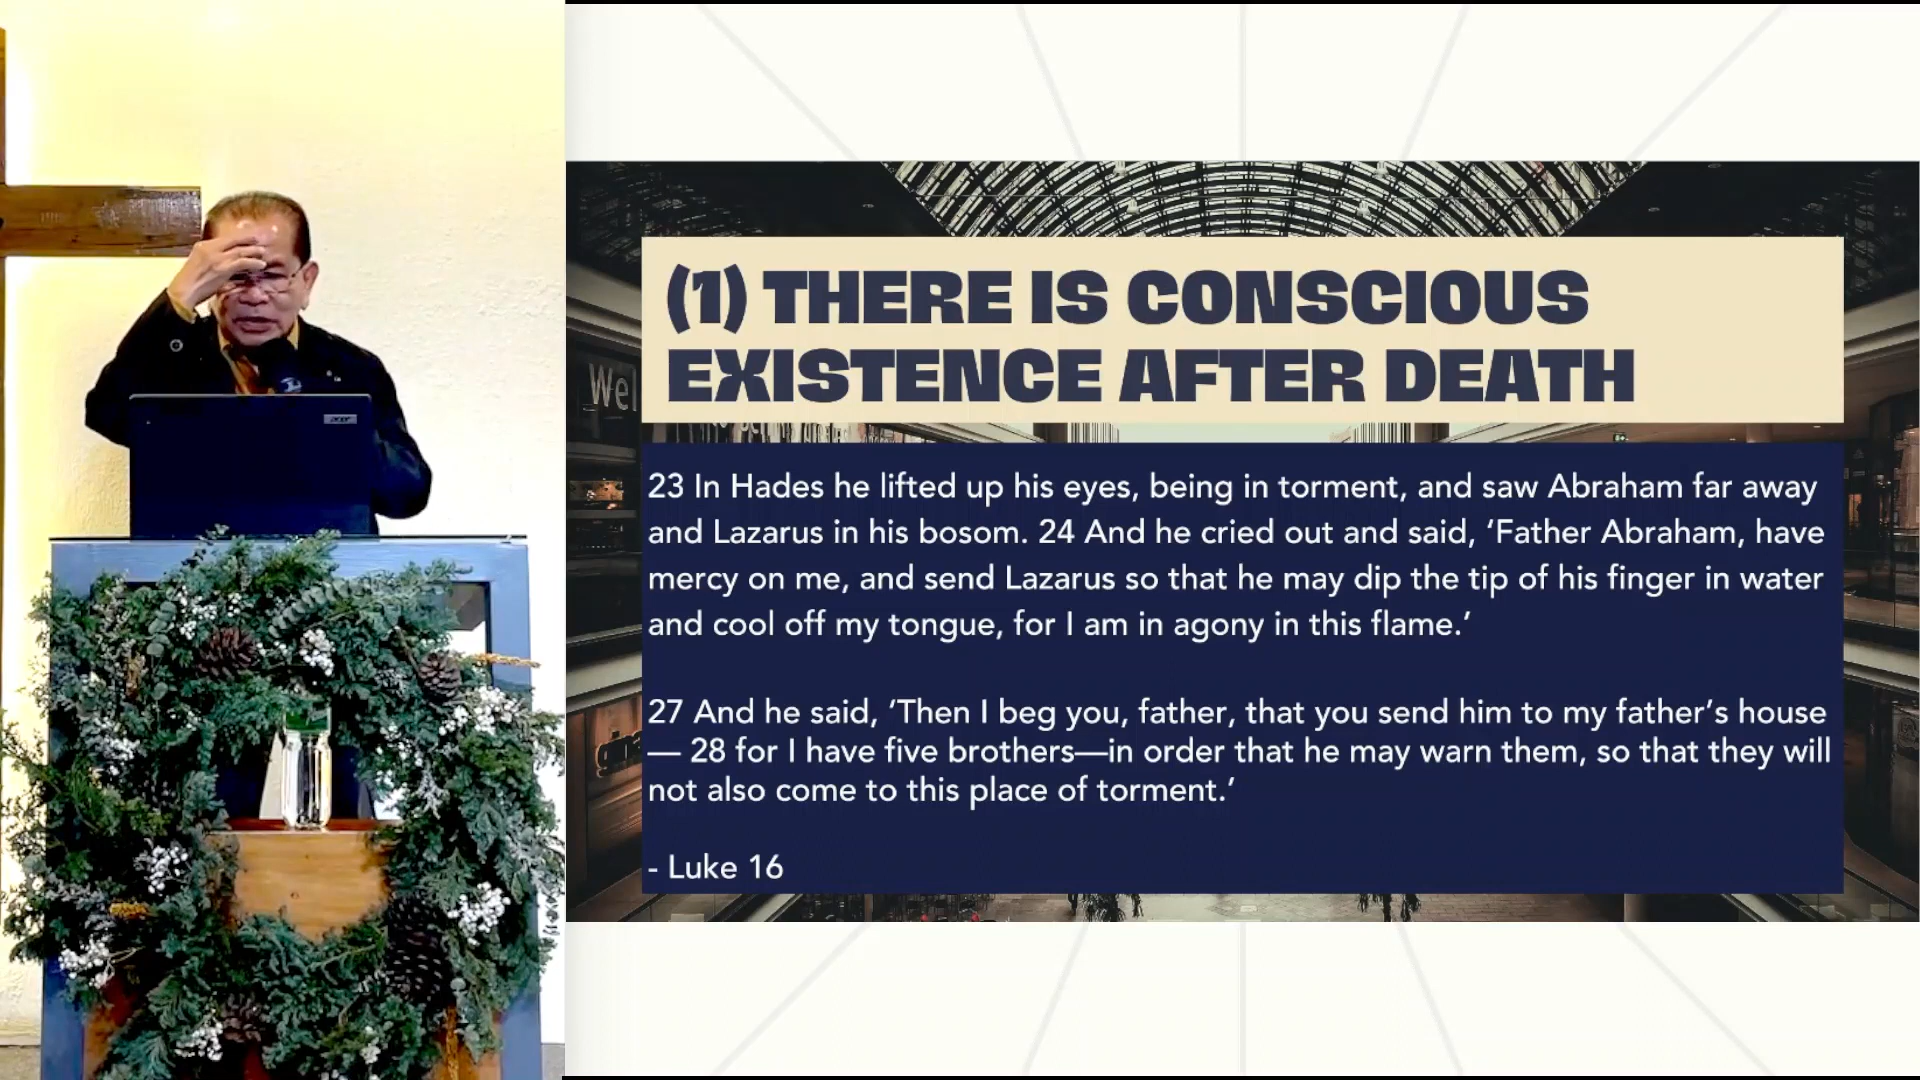 (1) THERE IS CONSCIOUS
EXISTENCE AFTER DEATH
23 In Hades he lifted up his eyes, being in torment, and saw Abraham far away
and Lazarus in his bosom. 24 And he cried out and said, ‘Father Abraham, have
mercy on me, and send Lazarus so that he may dip the tip of his finger in water
and cool off my tongue, for I am in agony in this flame.’
27 And he said, ‘Then I beg you, father, that you send him to my father’s house
— 28 for I have five brothers—in order that he may warn them, so that they will
not also come to this place of torment.’
- Luke 16
Wel
acer